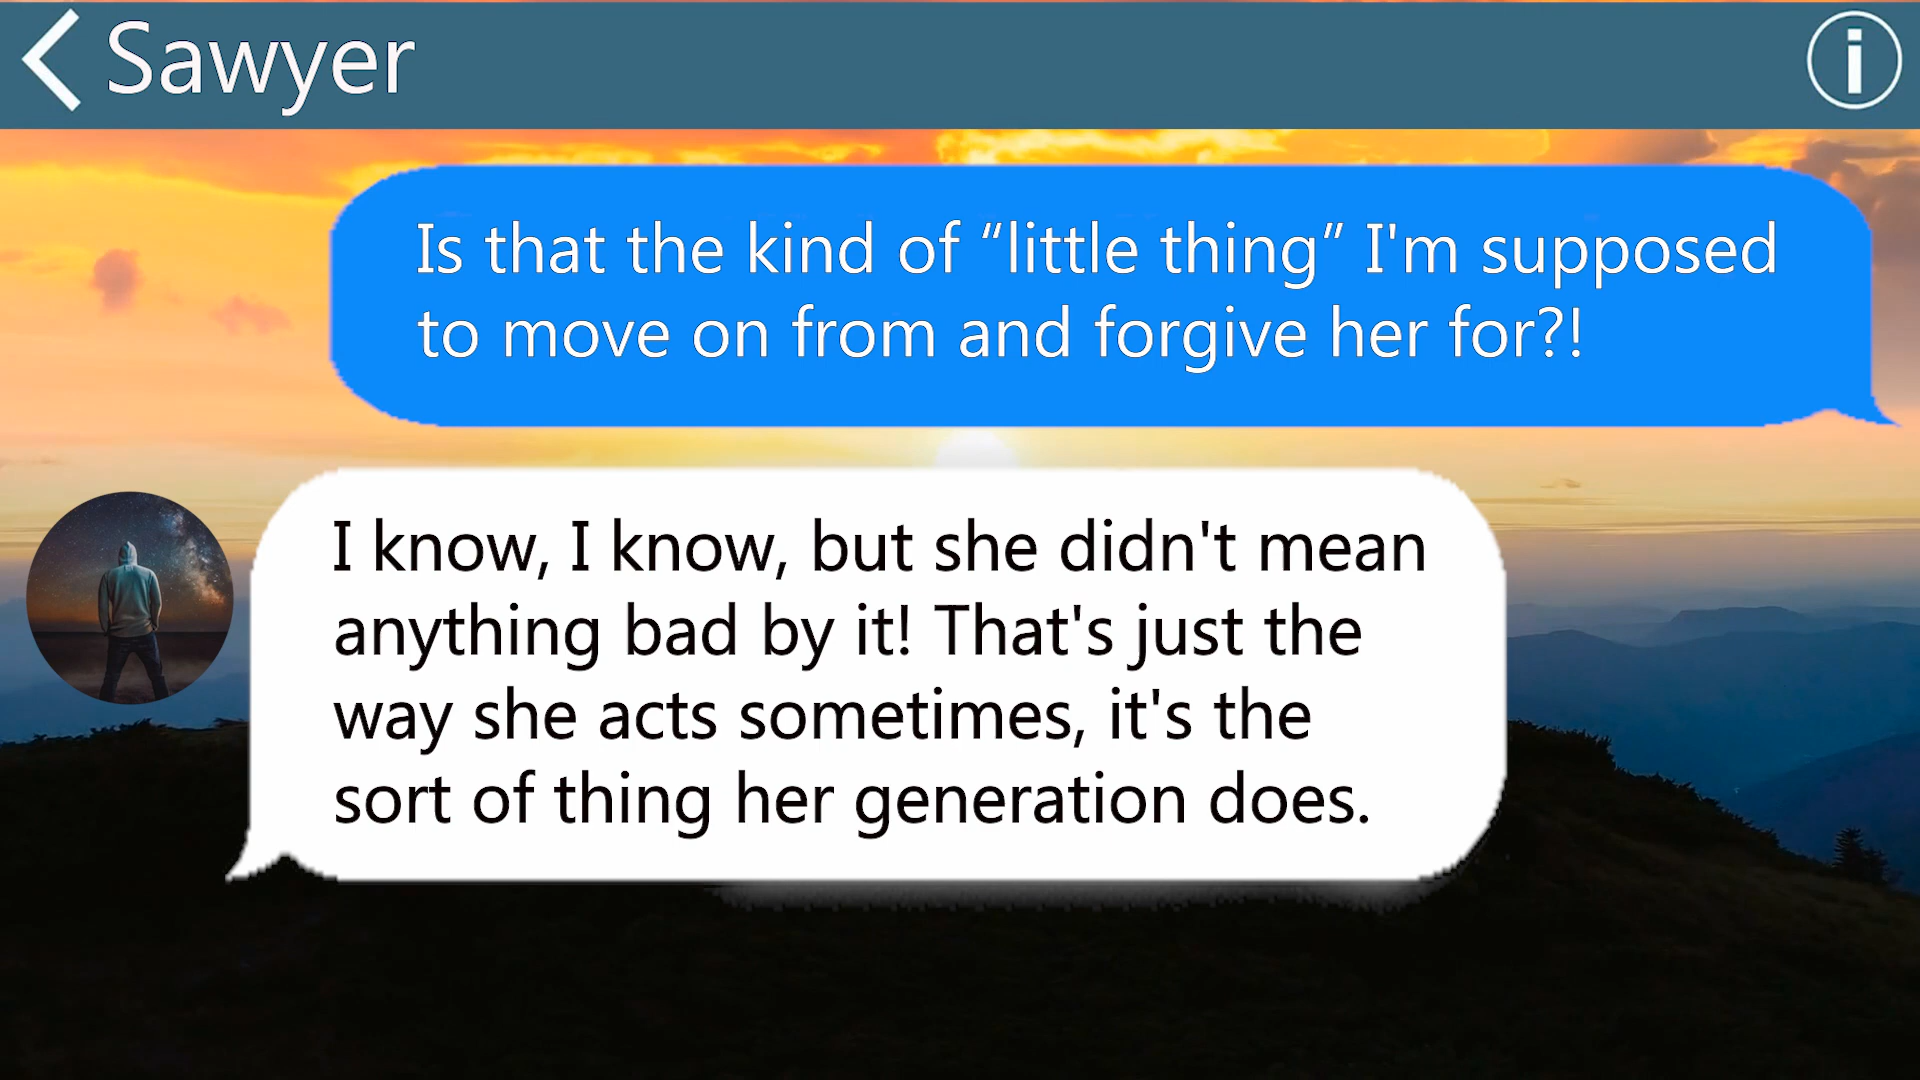 Sawyer
Is that the kind of “little thing” I'm supposed
to move on from and forgive her for?!
I know, I know, but she didn't mean
anything bad by it! That's just the
way she acts sometimes, it's the
sort of thing her generation does.